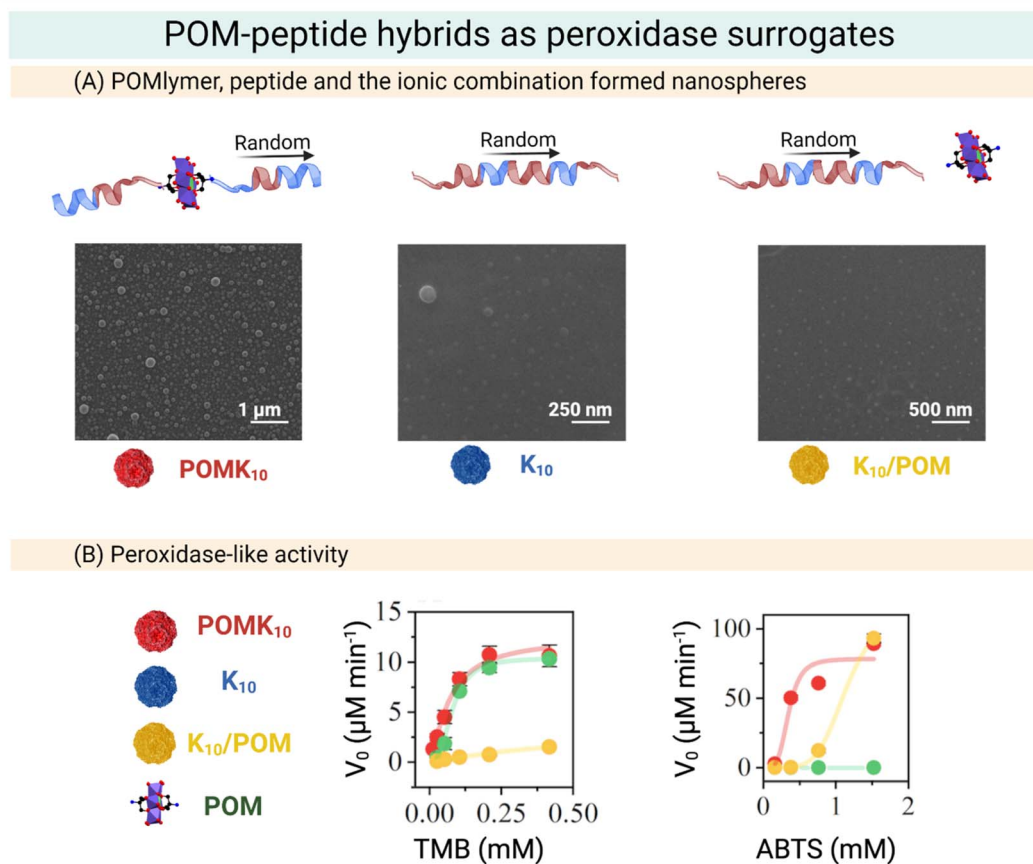 POM-peptide hybrids as peroxidase surrogates
(A) POMlymer, peptide and the ionic combination formed nanospheres
Random
Random
Random
1 μm
250 nm
500 nm
POMK₁₀
K₁₀
K₁₀/POM
(B) Peroxidase-like activity
POMK₁₀
K₁₀
K₁₀/POM
POM
V₀ (μM min⁻¹)
15
10
5
0
0.00 0.25 0.50
TMB (mM)
V₀ (μM min⁻¹)
100
50
0
0 1 2
ABTS (mM)